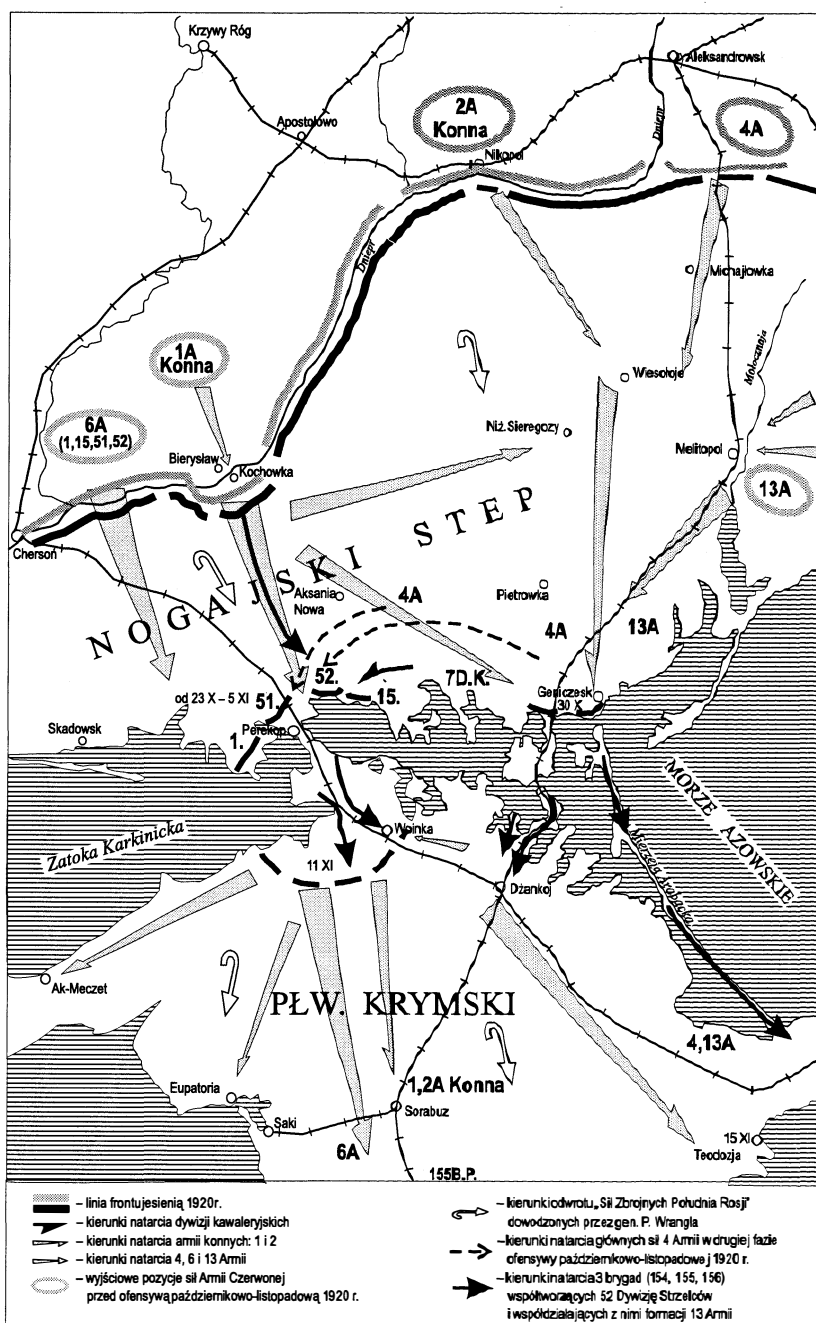 Krzywy Róg
Aleksandrowsk
2A
Konna
4A
Apostołowo
Nikopol
Dniepr
Dniepr
Michajłowka
Mołocznaja
1A
Konna
Wiesołoje
6A
(1,15,51,52)
Niż. Sieregozy
Bierysław
Kochowka
Melitopol
13A
Chersoń
NOGAJSKI STEP
Aksania
Nowa
Pietrowka
4A
4A
13A
52.
7D.K.
od 23 X – 5 XI
51.
15.
Geniczesk
30 X
Skadowsk
Perekop
1.
MORZE AZOWSKIE
Zatoka Karkinicka
Woinka
11 XI
Dżankoj
Mierzeja Arabacka
Ak-Meczet
PŁW. KRYMSKI
4,13A
Eupatoria
1,2A Konna
Sorabuz
Saki
15 XI
Teodozja
6A
155B.P.
– linia frontu jesienią 1920r.
– kierunki natarcia dywizji kawaleryjskich
– kierunki natarcia armii konnych: 1 i 2
– kierunki natarcia 4, 6 i 13 Armii
– wyjściowe pozycje sił Armii Czerwonej
przed ofensywą październikowo-listopadową 1920 r.
– kierunki odwrotu „Sił Zbrojnych Południa Rosji”
dowodzonych przez gen. P. Wrangla
– kierunki natarcia głównych sił 4 Armii w drugiej fazie
ofensywy październikowo-listopadowej 1920 r.
– kierunki natarcia 3 brygad (154, 155, 156)
współtworzących 52 Dywizję Strzelców
i współdziałających z nimi formacji 13 Armii